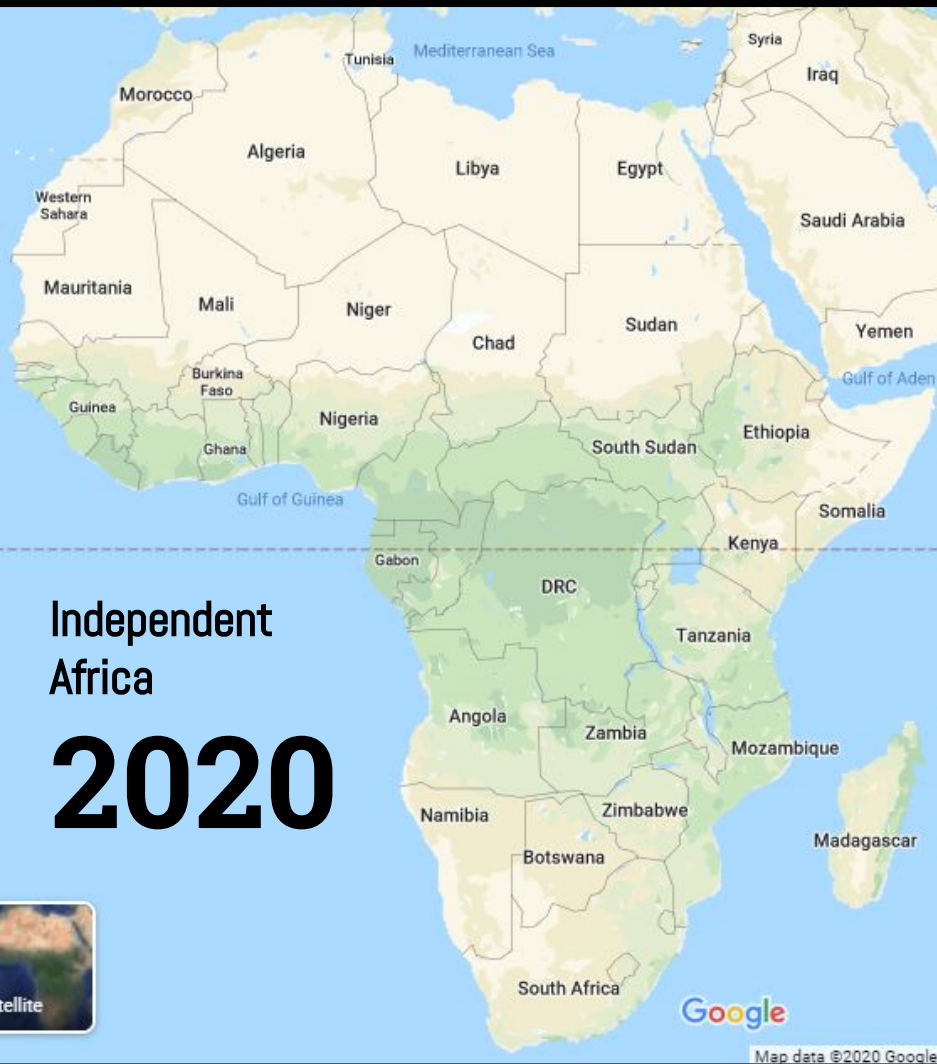 Syria
Mediterranean Sea
Tunisia
Iraq
Morocco
Algeria
Libya
Egypt
Western
Sahara
Saudi Arabia
Mauritania
Mali
Niger
Sudan
Yemen
Chad
Burkina
Faso
Gulf of Aden
Guinea
Nigeria
Ethiopia
Ghana
South Sudan
Gulf of Guinea
Somalia
Kenya
Gabon
DRC
Independent
Africa
Tanzania
Angola
Zambia
Mozambique
2020
Namibia
Zimbabwe
Madagascar
Botswana
South Africa
tellite
Google
Map data ©2020 Google